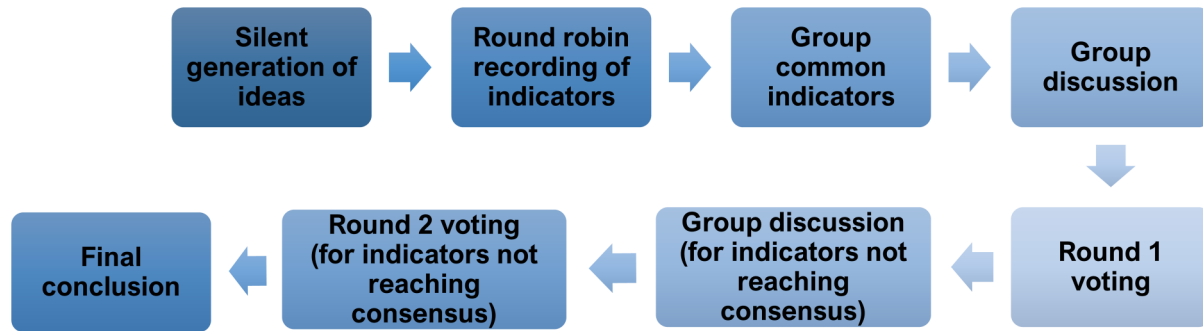 Silent
generation of
ideas
Round robin
recording of
indicators
Group
common
indicators
Group
discussion
Round 1
voting
Group discussion
(for indicators not
reaching
consensus)
Round 2 voting
(for indicators not
reaching
consensus)
Final
conclusion